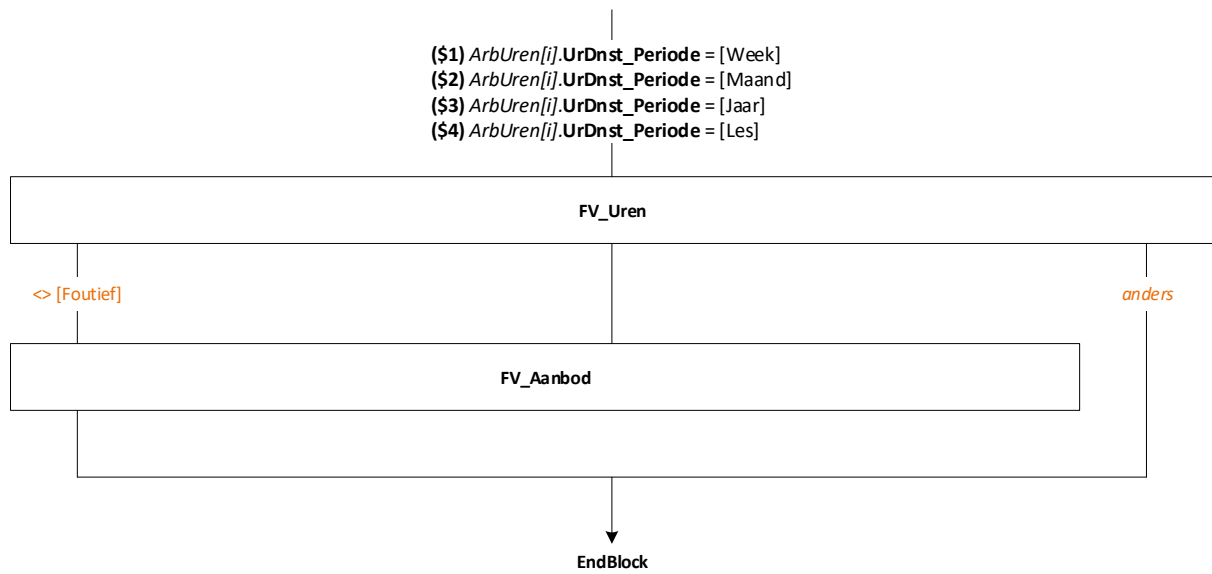 ($1) ArbUren[i].UrDnst_Periode = [Week]
($2) ArbUren[i].UrDnst_Periode = [Maand]
($3) ArbUren[i].UrDnst_Periode = [Jaar]
($4) ArbUren[i].UrDnst_Periode = [Les]
FV_Uren
<> [Foutief]
anders
FV_Aanbod
EndBlock